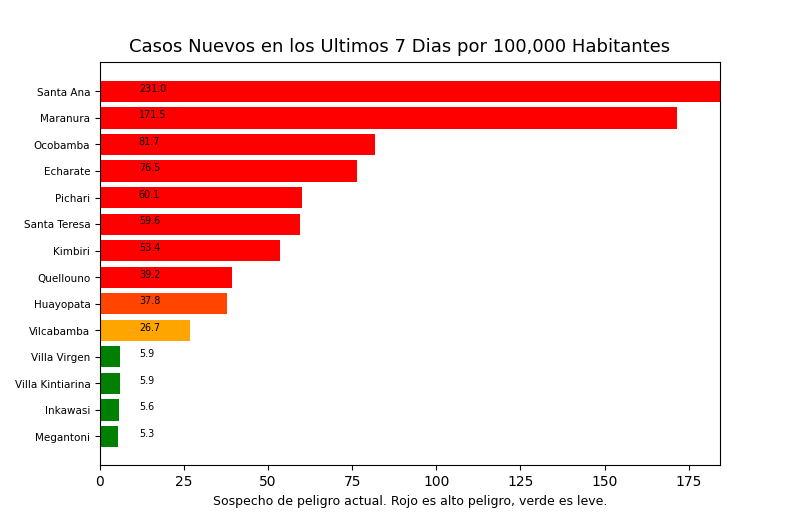 Casos Nuevos en los Ultimos 7 Dias por 100,000 Habitantes
Santa Ana 231.0
Maranura 171.5
Ocobamba 81.7
Echarate 76.5
Pichari 60.1
Santa Teresa 59.6
Kimbiri 53.4
Quellouno 39.2
Huayopata 37.8
Vilcabamba 26.7
Villa Virgen 5.9
Villa Kintiarina 5.9
Inkawasi 5.6
Megantoni 5.3
0 25 50 75 100 125 150 175
Sospecho de peligro actual. Rojo es alto peligro, verde es leve.